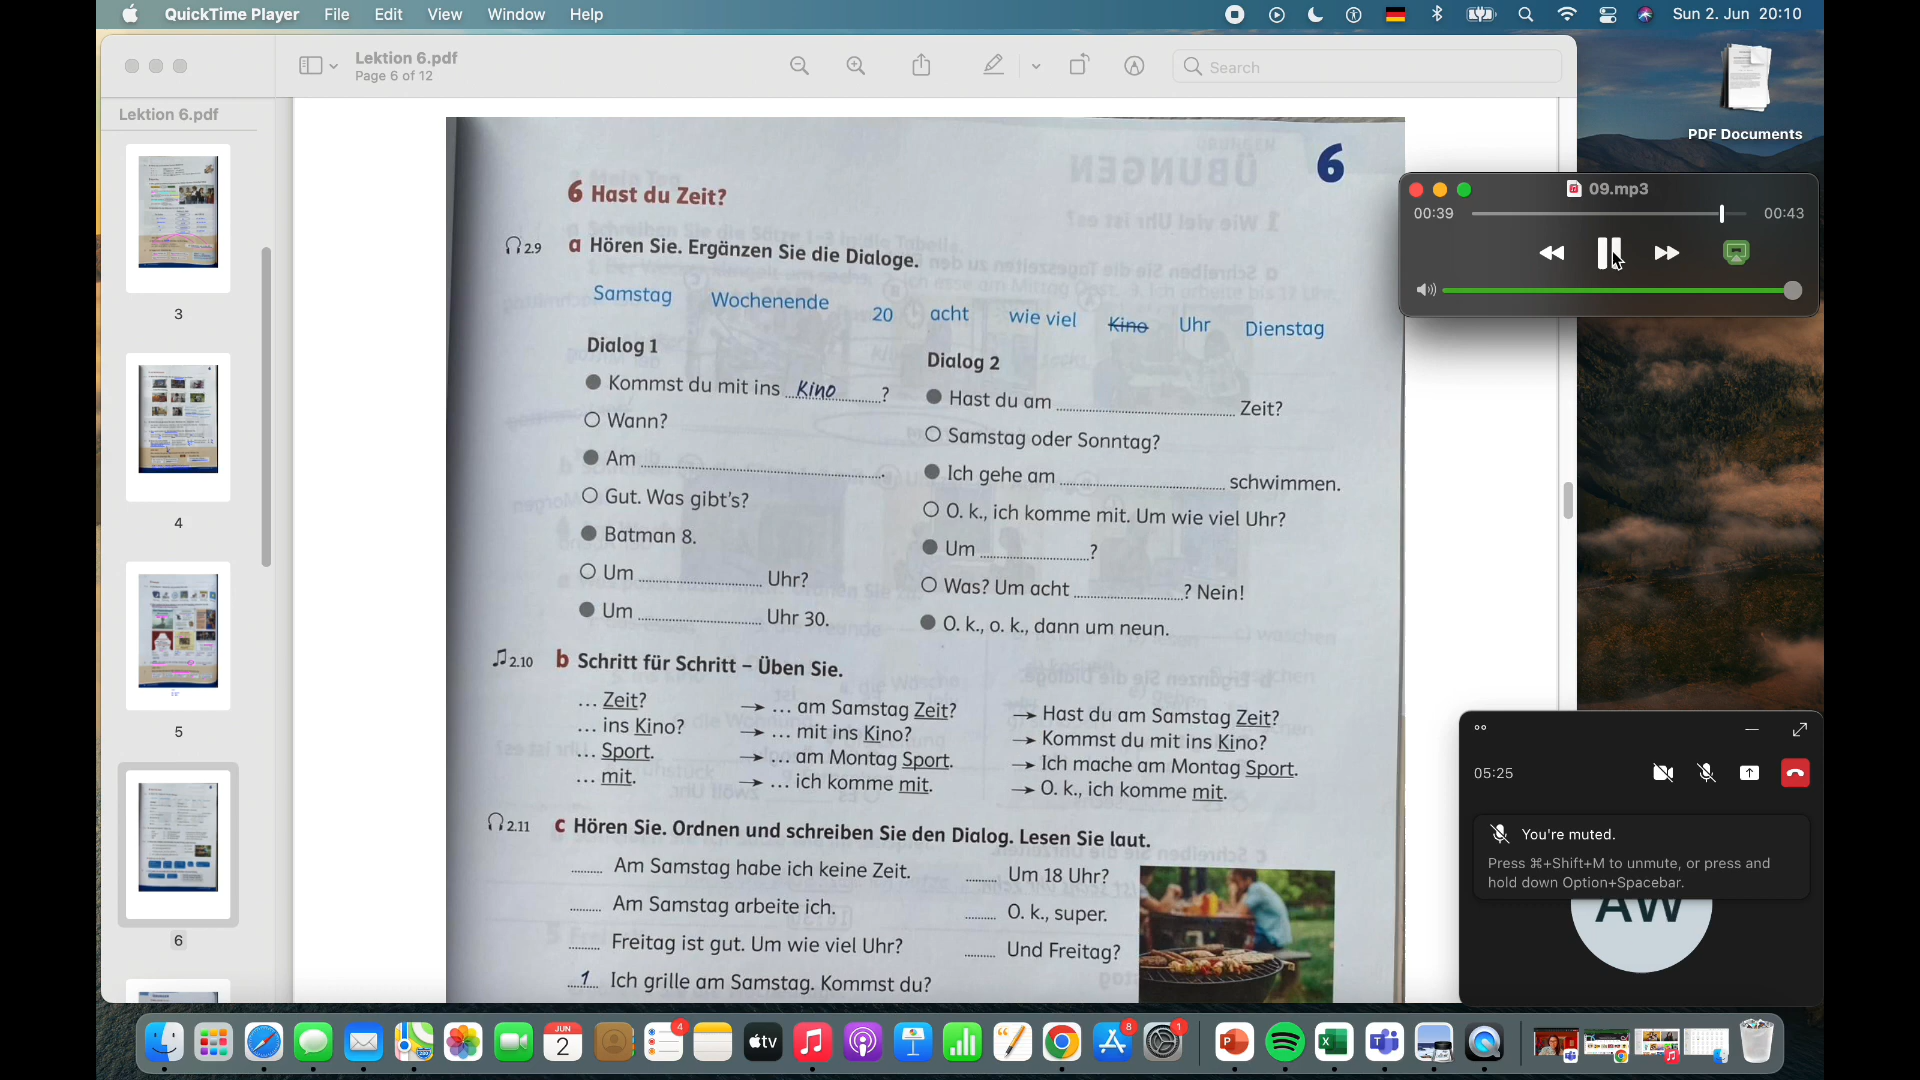 QuickTime Player File Edit View Window Help
Sun 2. Jun 20:10
Lektion 6.pdf
Page 6 of 12
Search
Lektion 6.pdf
3
4
5
6
PDF Documents
09.mp3
00:39
00:43
6
6 Hast du Zeit?
2.9 a Hören Sie. Ergänzen Sie die Dialoge.
Samstag Wochenende 20 acht wie viel Kino Uhr Dienstag
Dialog 1
Kommst du mit ins Kino ?
Wann?
Am
Gut. Was gibt's?
Batman 8.
Um Uhr?
Um Uhr 30.
Dialog 2
Hast du am Zeit?
Samstag oder Sonntag?
Ich gehe am schwimmen.
O. k., ich komme mit. Um wie viel Uhr?
Um ?
Was? Um acht ? Nein!
O. k., o. k., dann um neun.
2.10 b Schritt für Schritt – Üben Sie.
... Zeit? → ... am Samstag Zeit? → Hast du am Samstag Zeit?
... ins Kino? → ... mit ins Kino? → Kommst du mit ins Kino?
... Sport. → ... am Montag Sport. → Ich mache am Montag Sport.
... mit. → ... ich komme mit. → O. k., ich komme mit.
2.11 c Hören Sie. Ordnen und schreiben Sie den Dialog. Lesen Sie laut.
Am Samstag habe ich keine Zeit.
Am Samstag arbeite ich.
Freitag ist gut. Um wie viel Uhr?
1 Ich grille am Samstag. Kommst du?
Um 18 Uhr?
O. k., super.
Und Freitag?
05:25
You're muted.
Press ⌘+Shift+M to unmute, or press and
hold down Option+Spacebar.
AW
JUN
2
4
tv
8
1